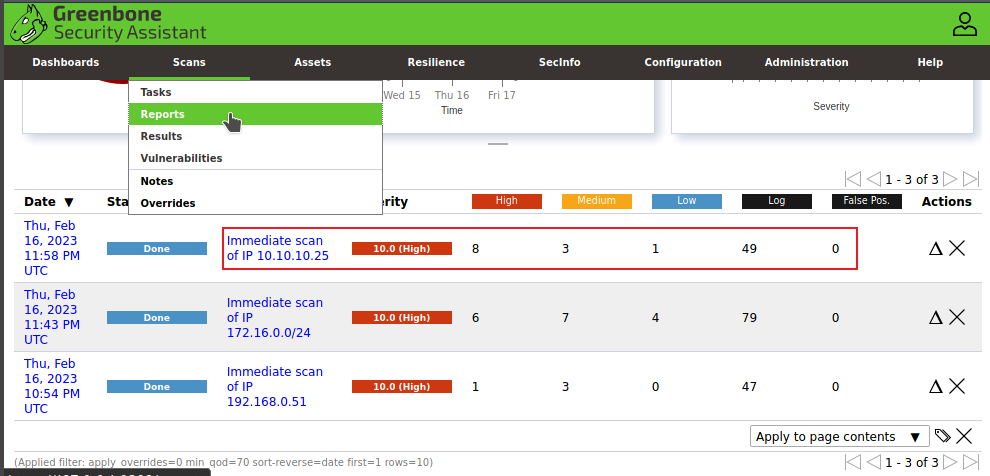 Greenbone
Security Assistant
Dashboards Scans Assets Resilience SecInfo Configuration Administration Help
Tasks
Reports
Results
Vulnerabilities
Notes
Overrides
Wed 15 Thu 16 Fri 17
Time
Severity
1 - 3 of 3
Date ▼ High Medium Low Log False Pos. Actions
Thu, Feb
16, 2023
11:58 PM
UTC
Done
Immediate scan
of IP 10.10.10.25
10.0 (High) 8 3 1 49 0
Thu, Feb
16, 2023
11:43 PM
UTC
Done
Immediate scan
of IP
172.16.0.0/24
10.0 (High) 6 7 4 79 0
Thu, Feb
16, 2023
10:54 PM
UTC
Done
Immediate scan
of IP
192.168.0.51
10.0 (High) 1 3 0 47 0
Apply to page contents ▼
(Applied filter: apply_overrides=0 min_qod=70 sort-reverse=date first=1 rows=10)
1 - 3 of 3